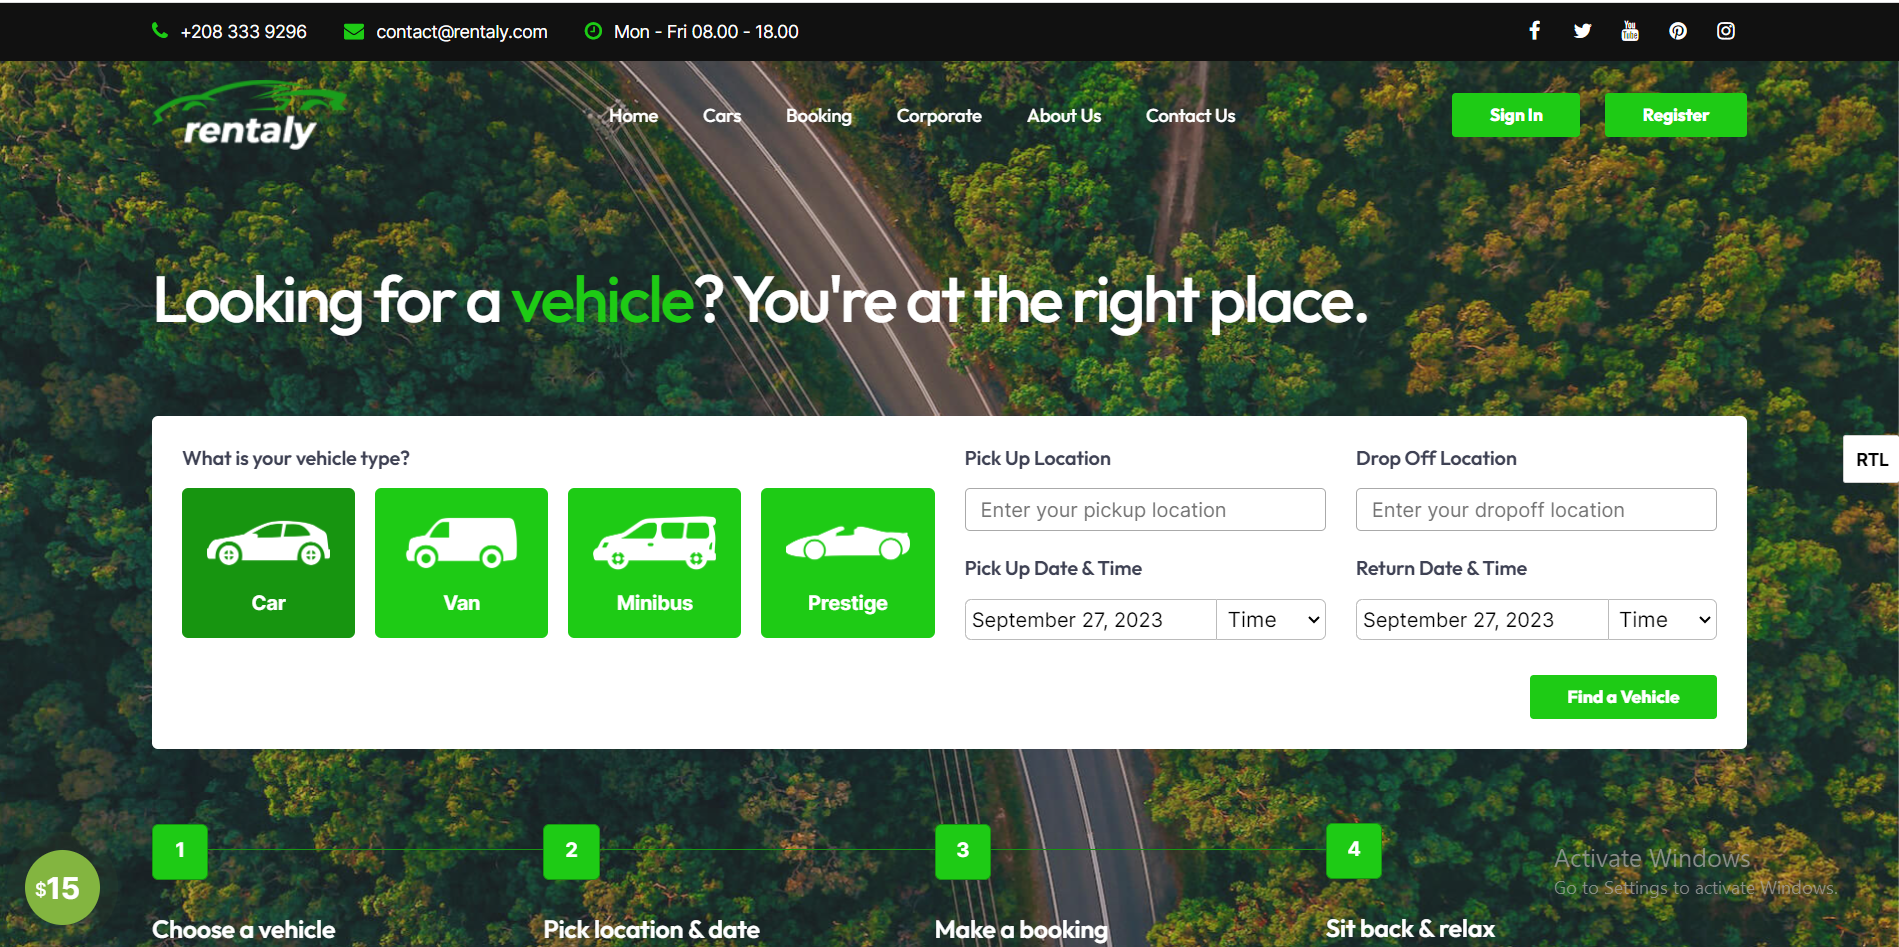 +208 333 9296 contact@rentaly.com Mon - Fri 08.00 - 18.00 You Tube
rentaly Home Cars Booking Corporate About Us Contact Us Sign In Register
Looking for a vehicle? You're at the right place.
What is your vehicle type? Pick Up Location Drop Off Location
RTL
Enter your pickup location Enter your dropoff location
Pick Up Date & Time Return Date & Time
Car Van Minibus Prestige
September 27, 2023 Time September 27, 2023 Time
Find a Vehicle
1 2 3 4
Activate Windows
Go to Settings to activate Windows.
$15
Choose a vehicle Pick location & date Make a booking Sit back & relax